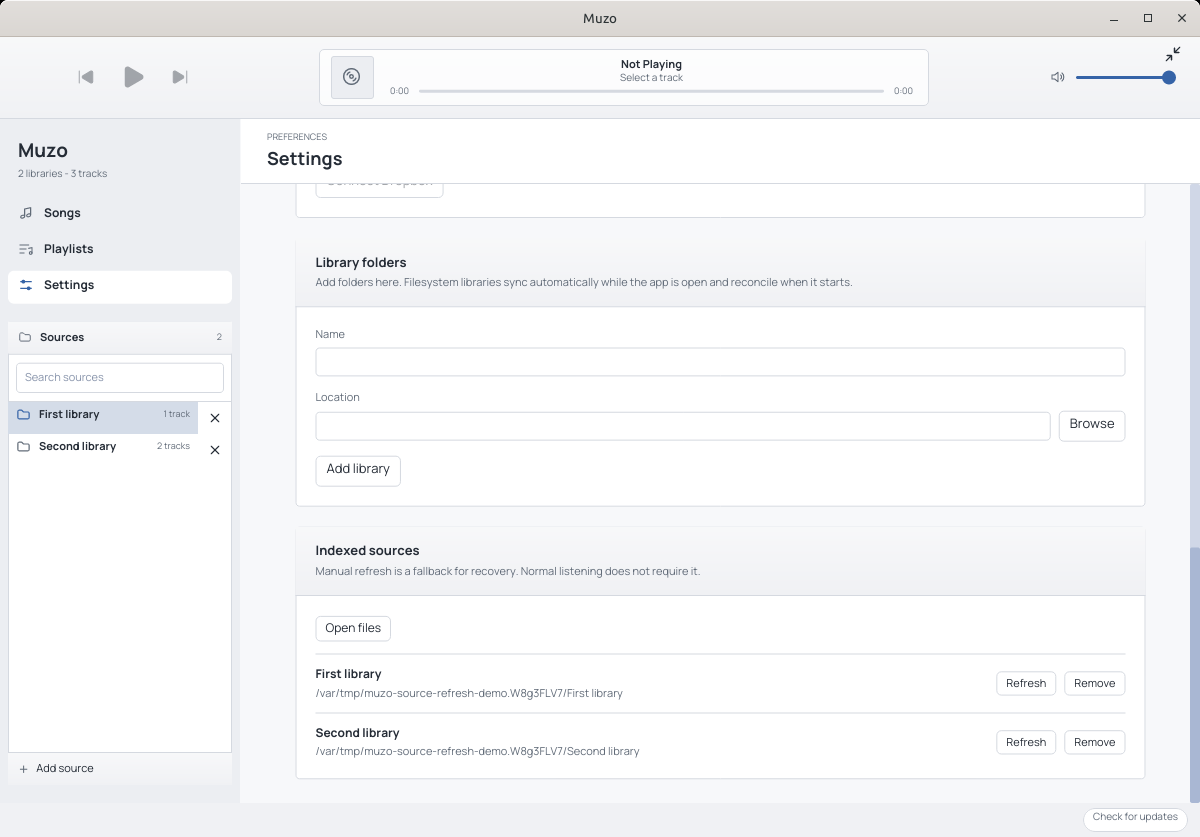 Muzo
Not Playing
Select a track
0:00
0:00
Muzo
2 libraries - 3 tracks
Songs
Playlists
Settings
Sources 2
Search sources
First library 1 track
Second library 2 tracks
+ Add source
PREFERENCES
Settings
Connect Dropbox
Library folders
Add folders here. Filesystem libraries sync automatically while the app is open and reconcile when it starts.
Name
Location
Browse
Add library
Indexed sources
Manual refresh is a fallback for recovery. Normal listening does not require it.
Open files
First library
/var/tmp/muzo-source-refresh-demo.W8g3FLV7/First library
Refresh Remove
Second library
/var/tmp/muzo-source-refresh-demo.W8g3FLV7/Second library
Refresh Remove
Check for updates